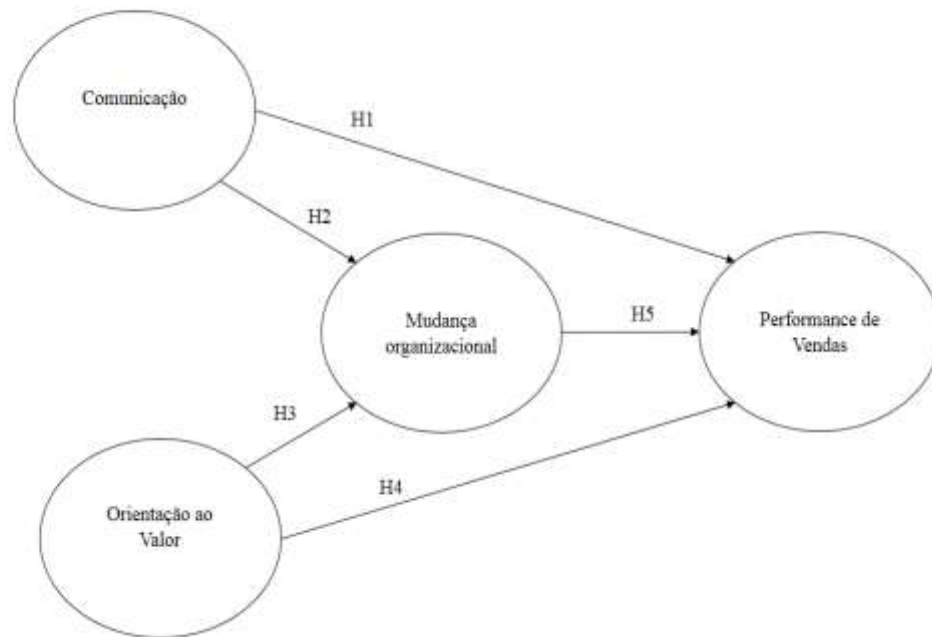 Comunicação
H1
H2
Mudança
organizacional
H5
Performance de
Vendas
H3
H4
Orientação ao
Valor